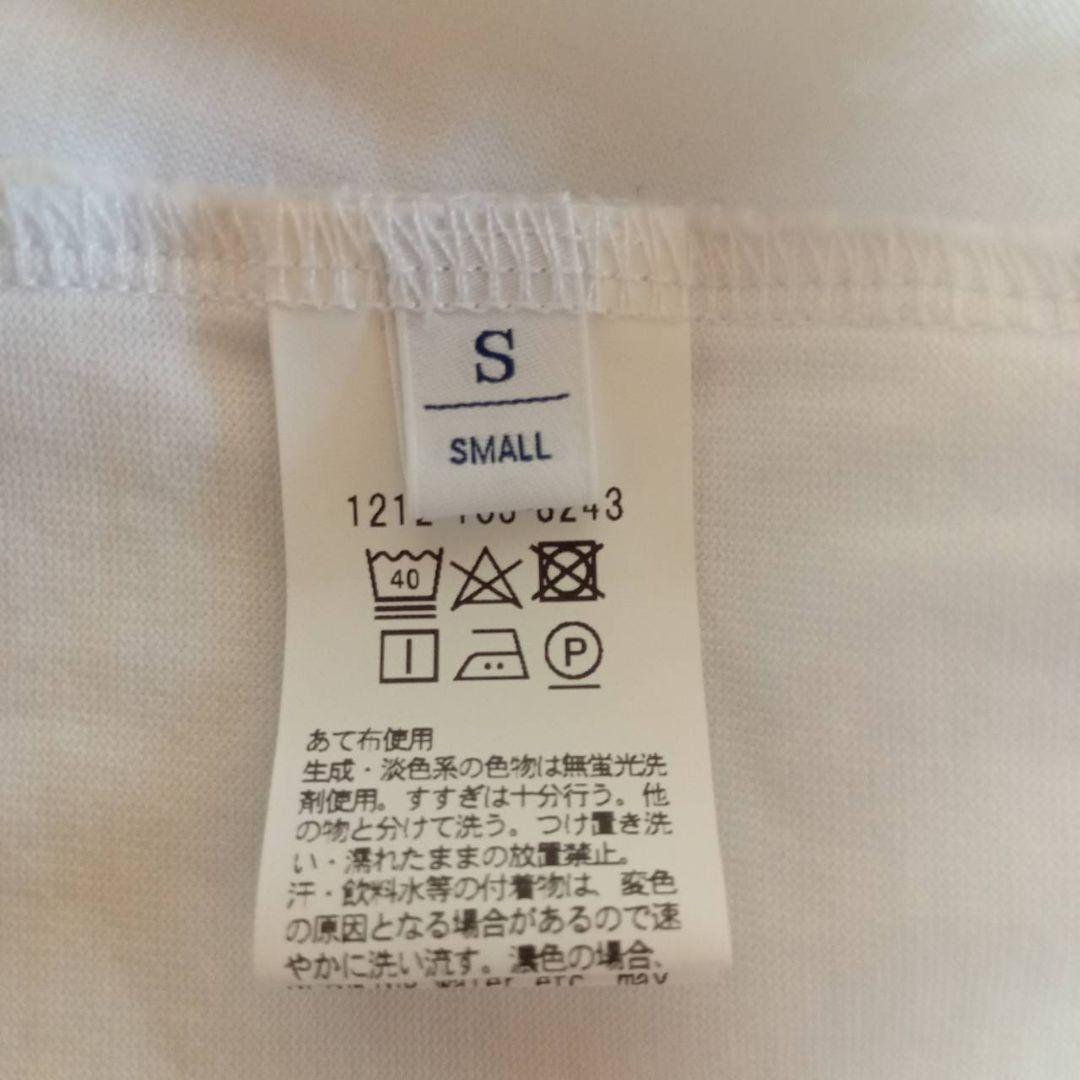 S
SMALL
40
P
あて布使用
生成・淡色系の色物は無蛍光洗
剤使用。すすぎは十分行う。他
の物と分けて洗う。つけ置き洗
い・濡れたままの放置禁止。
汗・飲料水等の付着物は、変色
の原因となる場合があるので速
やかに洗い流す。濃色の場合、
water etc. may